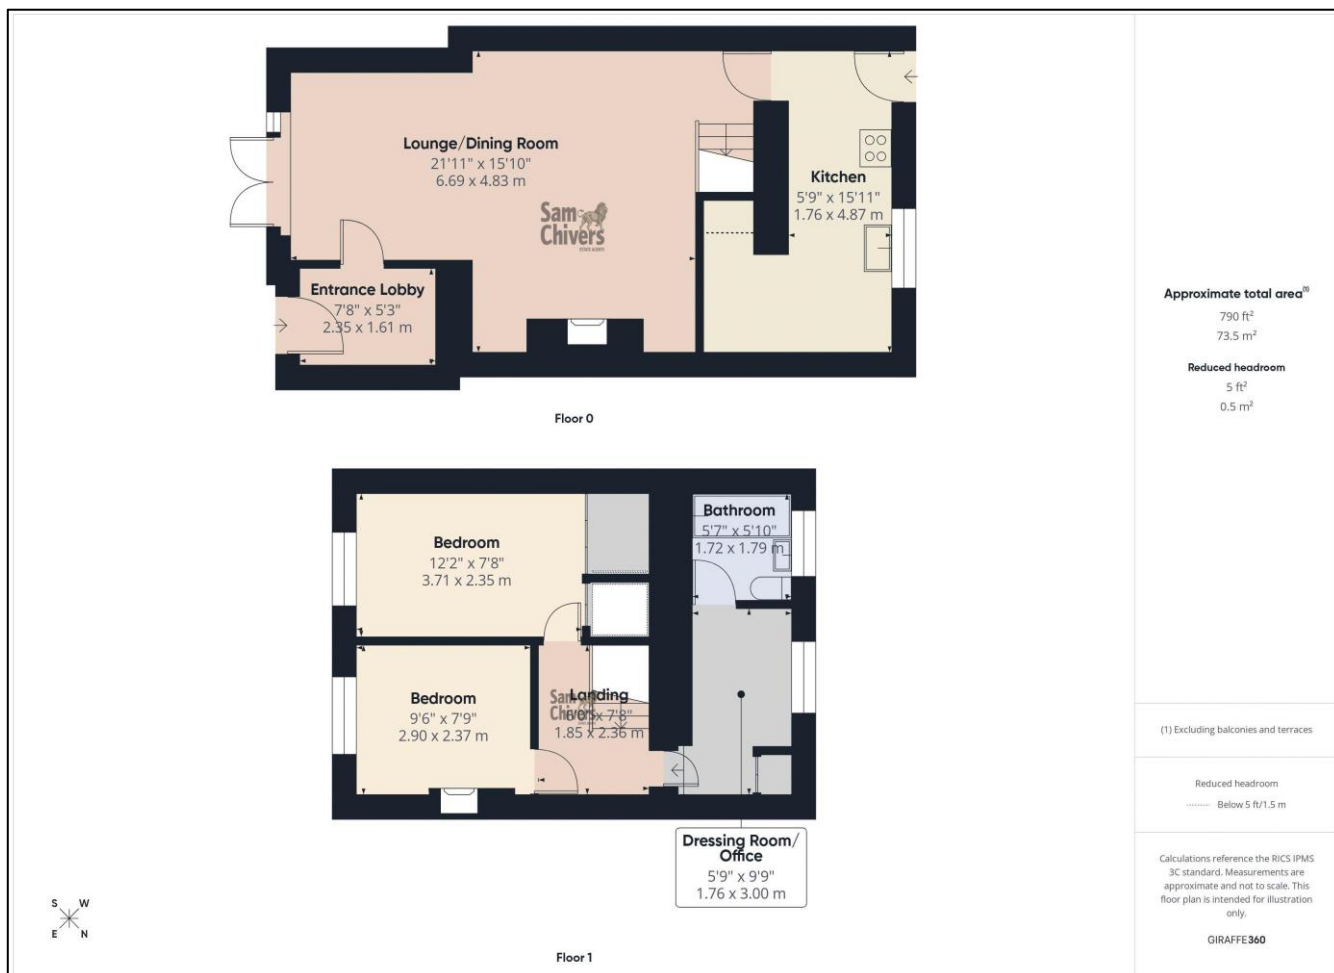 Lounge/Dining Room
21'11" x 15'10"
6.69 x 4.83 m
Sam
Chivers
ESTATE AGENTS
Kitchen
5'9" x 15'11"
1.76 x 4.87 m
Entrance Lobby
7'8" x 5'3"
2.35 x 1.61 m
Floor 0
Approximate total area(1)
790 ft²
73.5 m²
Reduced headroom
5 ft²
0.5 m²
Bedroom
12'2" x 7'8"
3.71 x 2.35 m
Bathroom
5'7" x 5'10"
1.72 x 1.79 m
Bedroom
9'6" x 7'9"
2.90 x 2.37 m
Landing
Sam
Chivers
x 7'8"
1.85 x 2.36 m
Dressing Room/
Office
5'9" x 9'9"
1.76 x 3.00 m
S W
E N
Floor 1
(1) Excluding balconies and terraces
Reduced headroom
Below 5 ft/1.5 m
Calculations reference the RICS IPMS
3C standard. Measurements are
approximate and not to scale. This
floor plan is intended for illustration
only.
GIRAFFE360